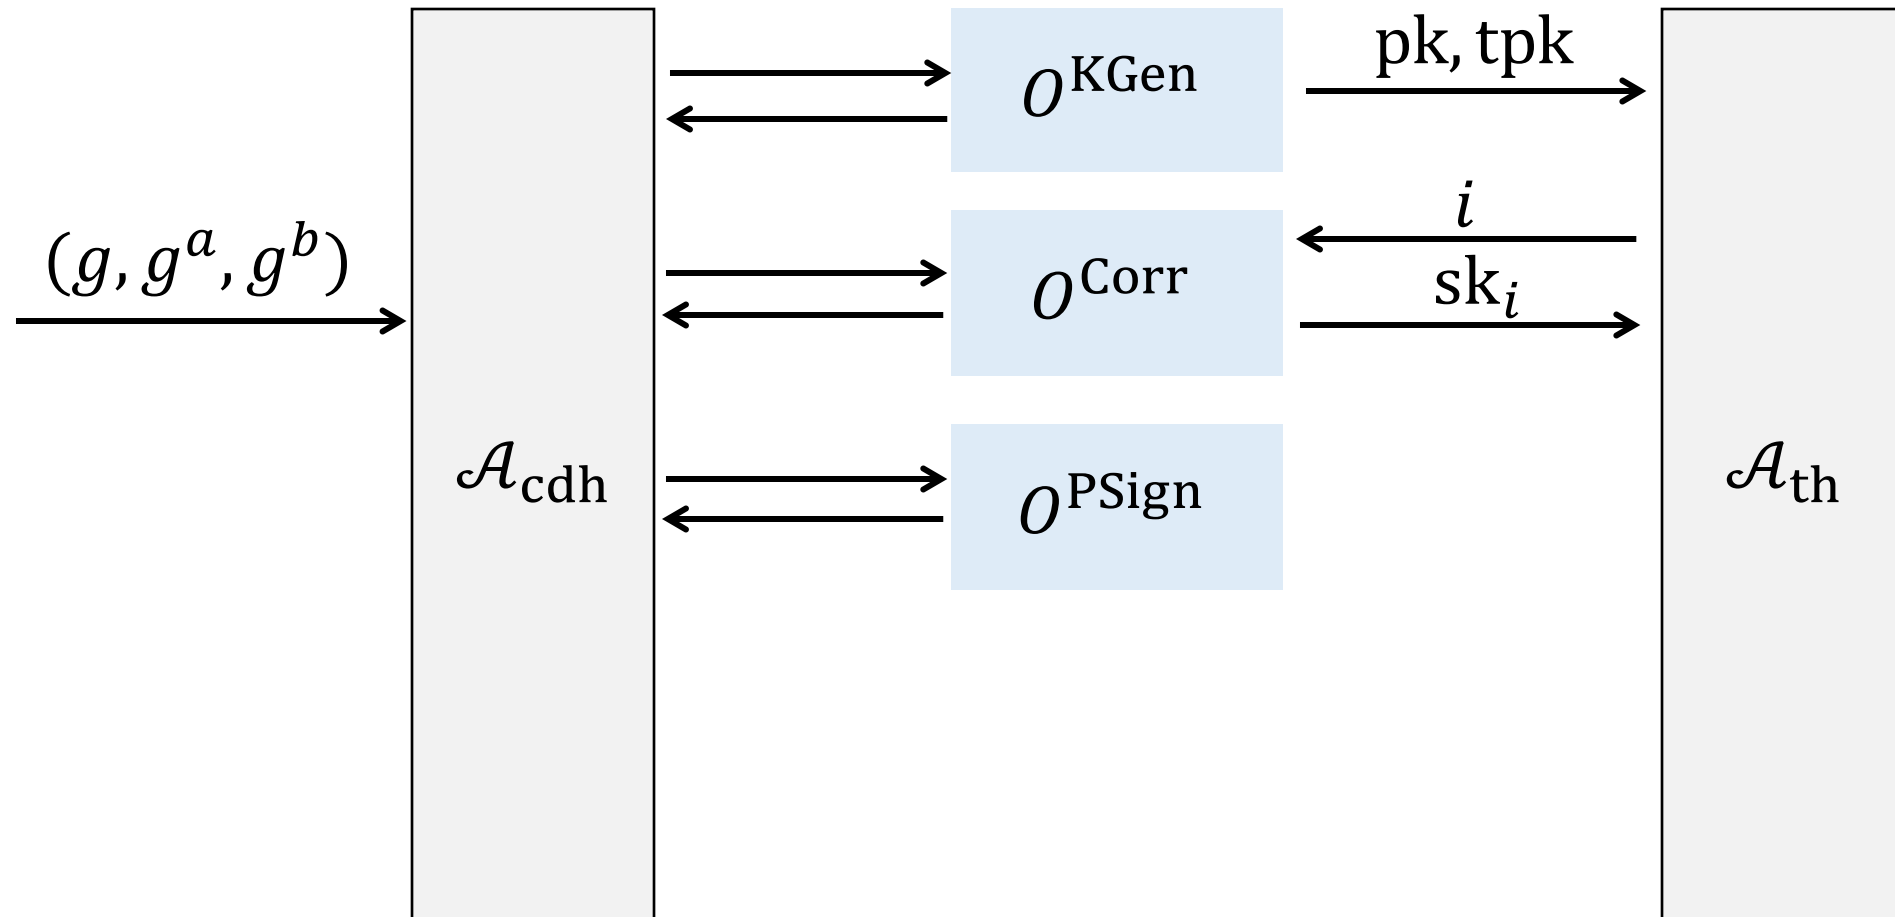 pk, tpk
O^KGen
i
(g, g^a, g^b)
O^Corr
sk_i
𝒜_cdh
O^PSign
𝒜_th